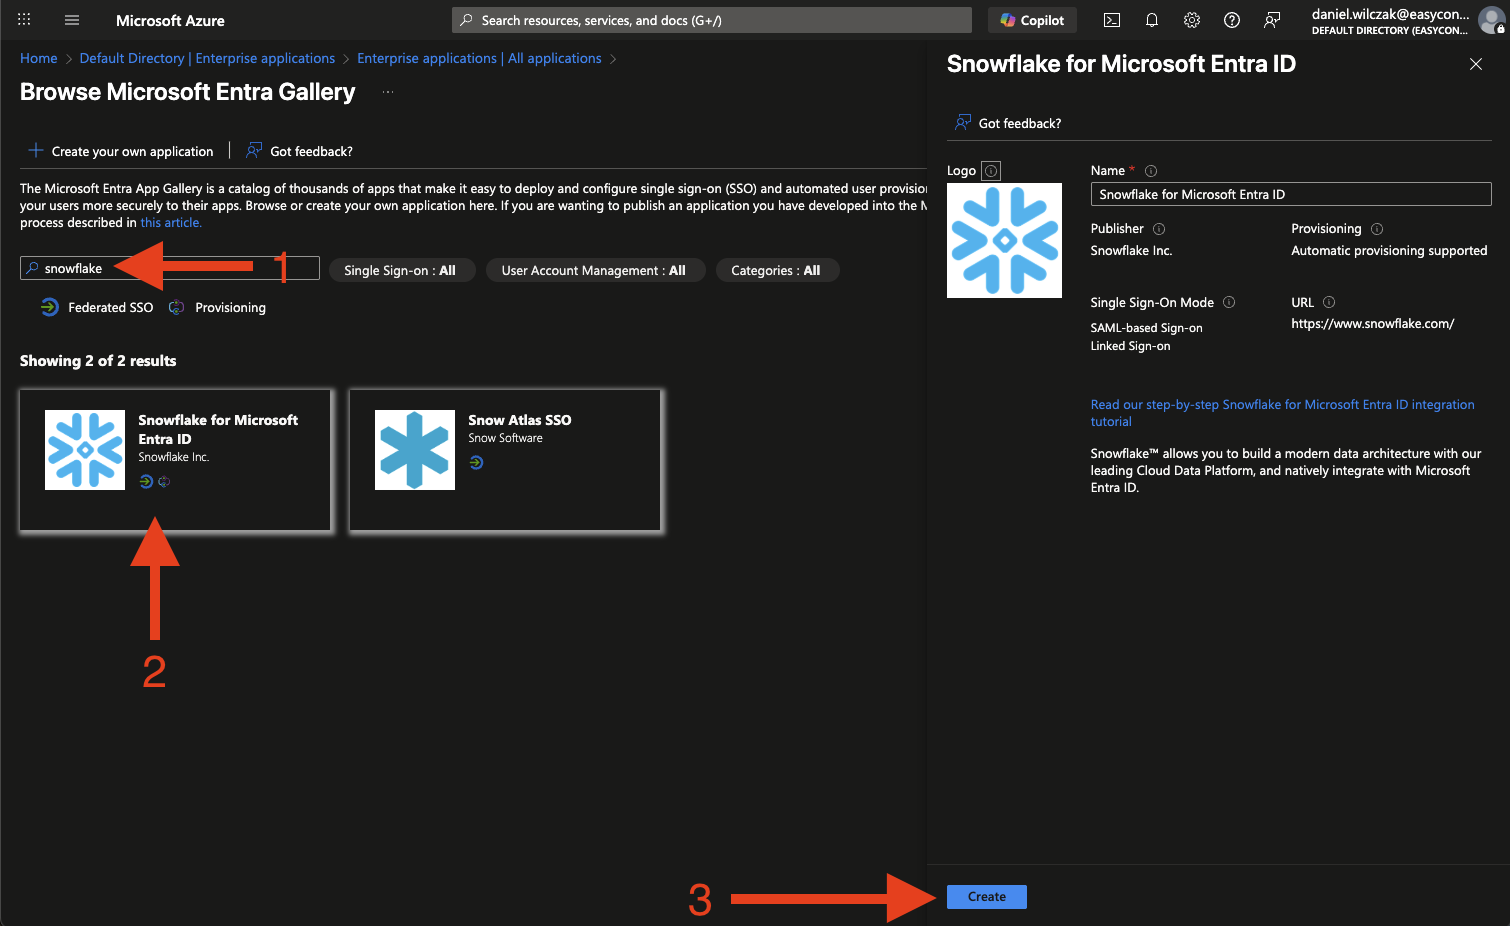 Microsoft Azure
Search resources, services, and docs (G+/)
Copilot
daniel.wilczak@easycon...
DEFAULT DIRECTORY (EASYCON...
Home > Default Directory | Enterprise applications > Enterprise applications | All applications >
Browse Microsoft Entra Gallery ...
Create your own application
Got feedback?
The Microsoft Entra App Gallery is a catalog of thousands of apps that make it easy to deploy and configure single sign-on (SSO) and automated user provision
your users more securely to their apps. Browse or create your own application here. If you are wanting to publish an application you have developed into the M
process described in this article.
snowflake
1
Single Sign-on : All
User Account Management : All
Categories : All
Federated SSO
Provisioning
Showing 2 of 2 results
Snowflake for Microsoft
Entra ID
Snowflake Inc.
Snow Atlas SSO
Snow Software
2
Snowflake for Microsoft Entra ID
Got feedback?
Logo
Name *
Snowflake for Microsoft Entra ID
Publisher
Snowflake Inc.
Provisioning
Automatic provisioning supported
Single Sign-On Mode
SAML-based Sign-on
Linked Sign-on
URL
https://www.snowflake.com/
Read our step-by-step Snowflake for Microsoft Entra ID integration
tutorial
Snowflake™ allows you to build a modern data architecture with our
leading Cloud Data Platform, and natively integrate with Microsoft
Entra ID.
3
Create